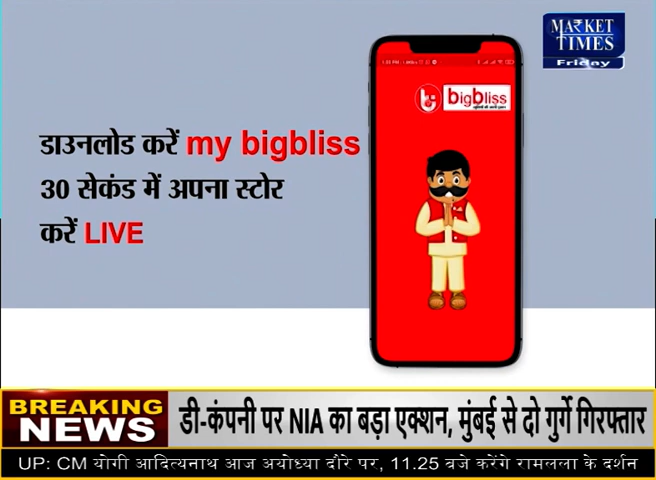 MARKET
TIMES
Friday
bigbliss
डाउनलोड करें my bigbliss
30 सेकंड में अपना स्टोर
करें LIVE
BREAKING
NEWS
डी-कंपनी पर NIA का बड़ा एक्शन, मुंबई से दो गुर्गे गिरफ्तार
UP: CM योगी आदित्यनाथ आज अयोध्या दौरे पर, 11.25 बजे करेंगे रामलला के दर्शन